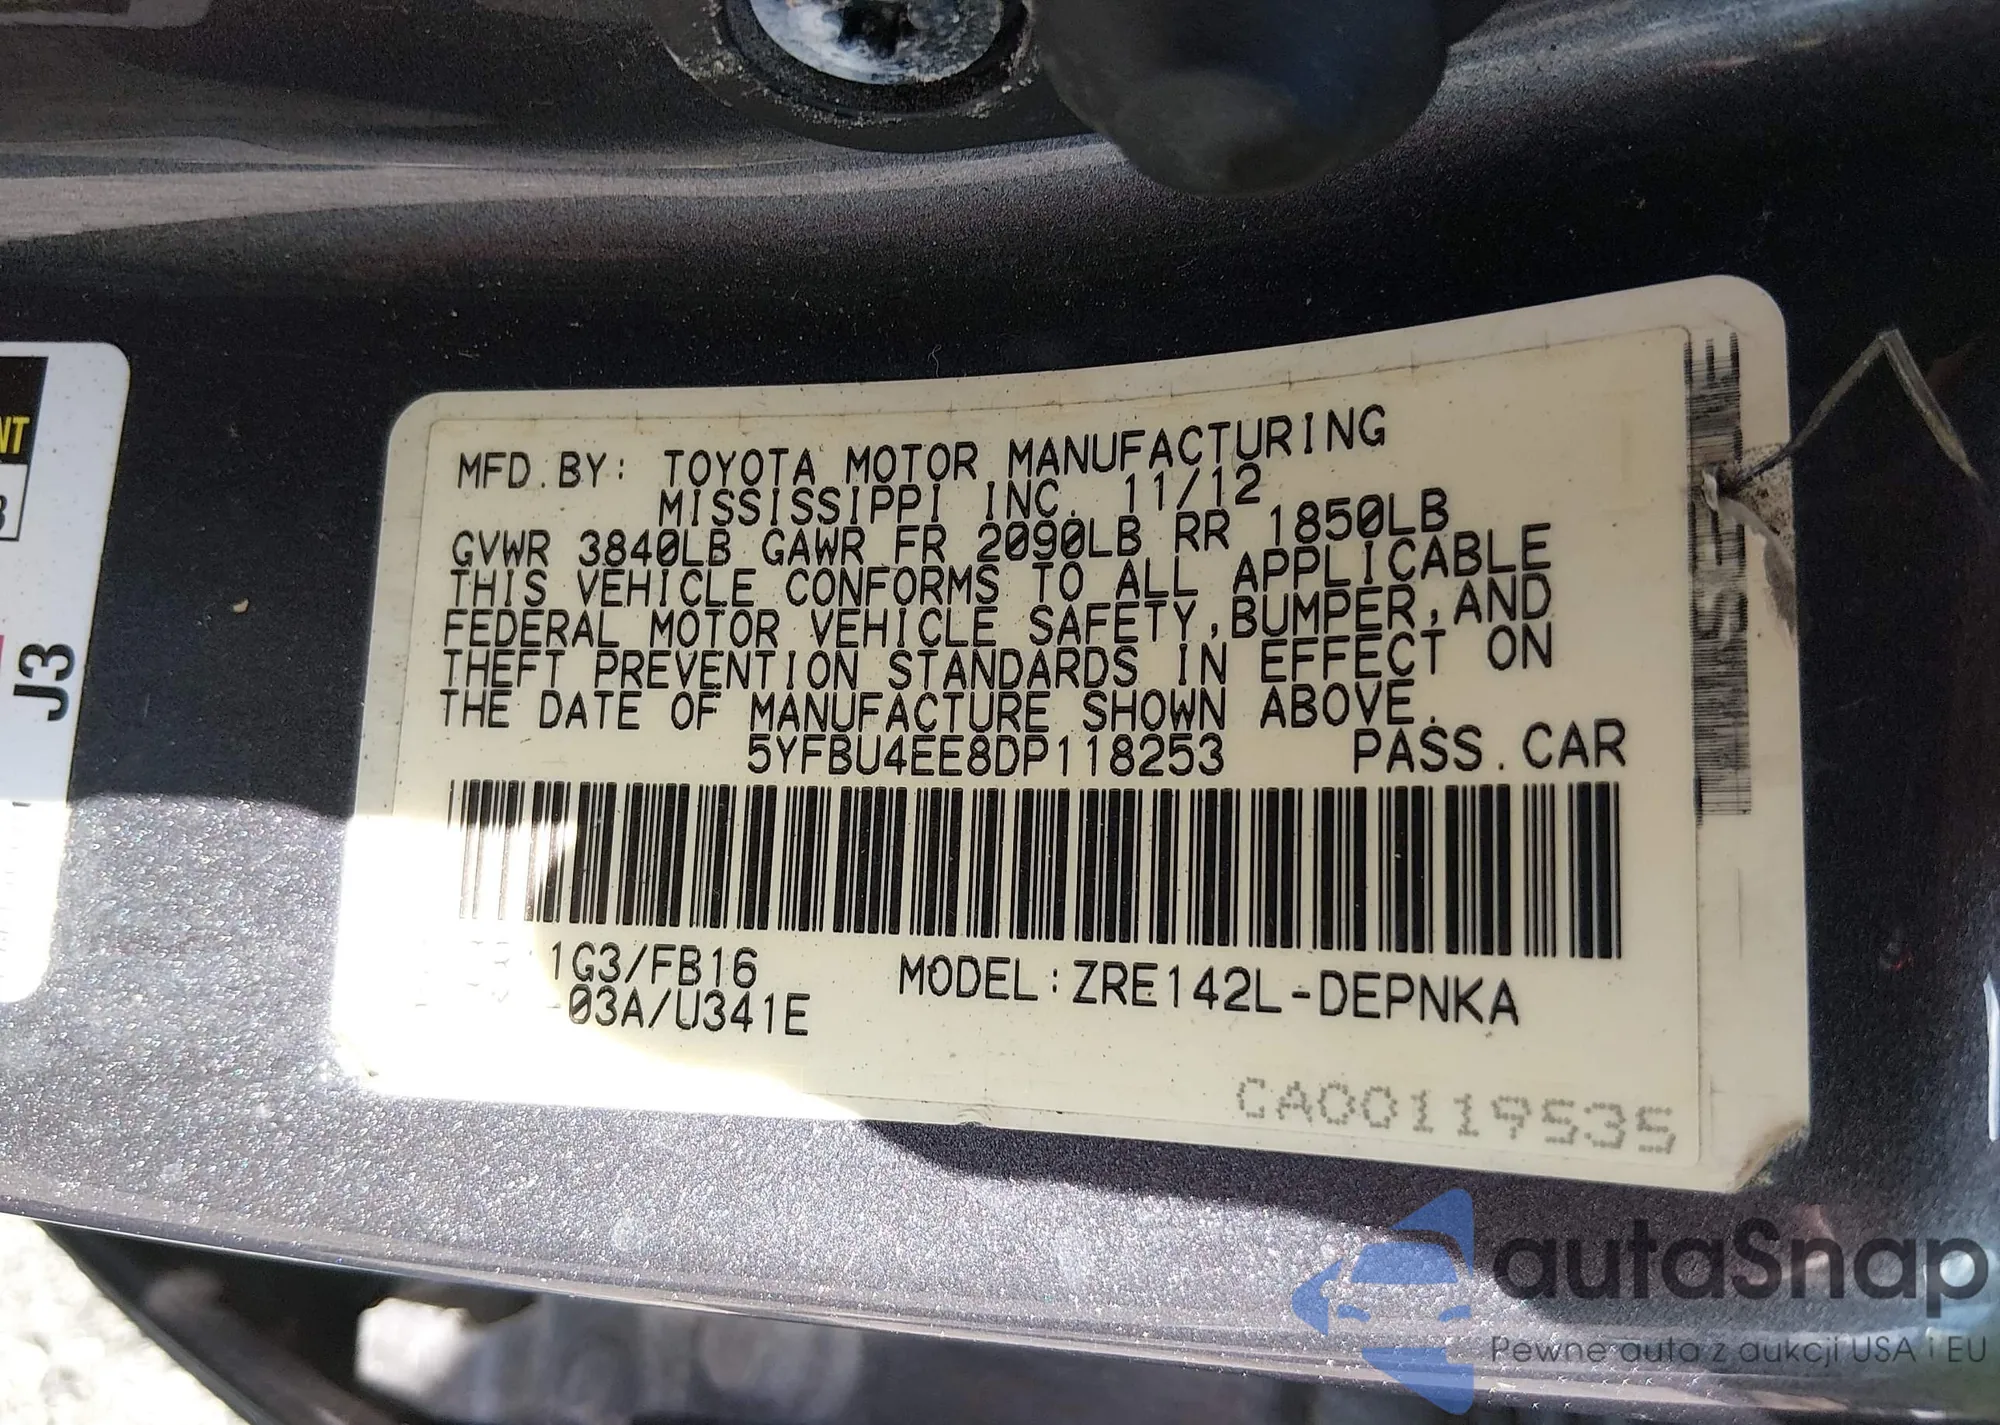 NT
3
J3
MFD.BY: TOYOTA MOTOR MANUFACTURING
MISSISSIPPI INC. 11/12
GVWR 3840LB GAWR FR 2090LB RR 1850LB
THIS VEHICLE CONFORMS TO ALL APPLICABLE
FEDERAL MOTOR VEHICLE SAFETY,BUMPER,AND
THEFT PREVENTION STANDARDS IN EFFECT ON
THE DATE OF MANUFACTURE SHOWN ABOVE.
5YFBU4EE8DP118253 PASS.CAR
1G3/FB16 MODEL:ZRE142L-DEPNKA
03A/U341E
CA00119535
autaSnap
Pewne auta z aukcji USA i EU